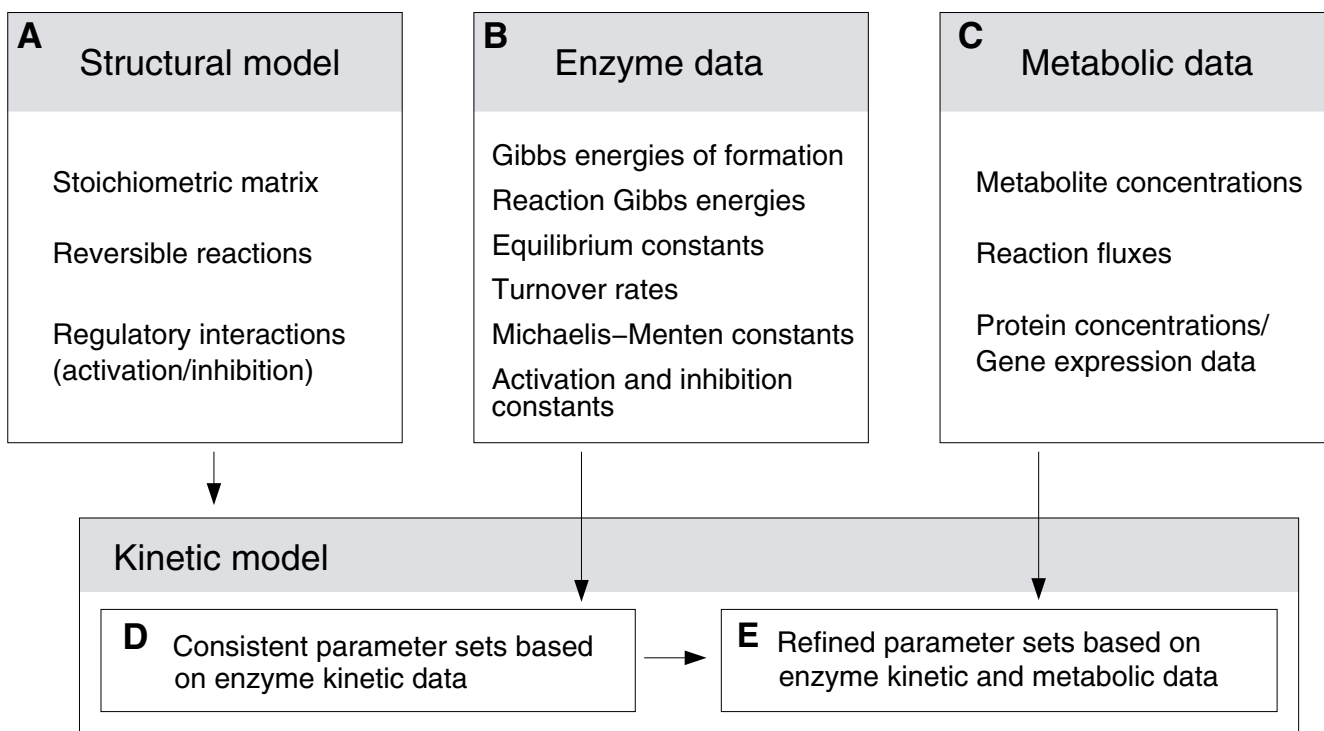 A
Structural model
Stoichiometric matrix
Reversible reactions
Regulatory interactions
(activation/inhibition)
B
Enzyme data
Gibbs energies of formation
Reaction Gibbs energies
Equilibrium constants
Turnover rates
Michaelis−Menten constants
Activation and inhibition
constants
C
Metabolic data
Metabolite concentrations
Reaction fluxes
Protein concentrations/
Gene expression data
Kinetic model
D
Consistent parameter sets based
on enzyme kinetic data
E
Refined parameter sets based on
enzyme kinetic and metabolic data